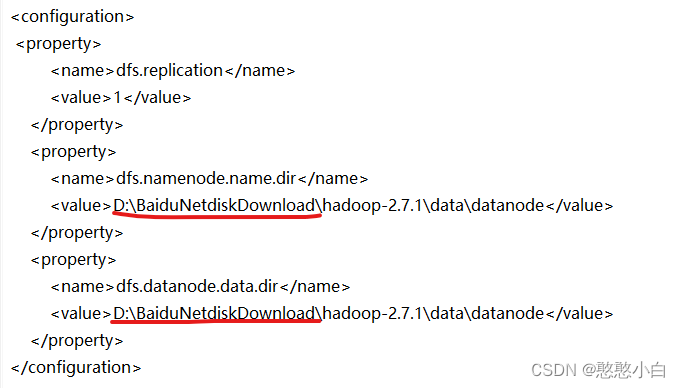 <configuration>
<property>
<name>dfs.replication</name>
<value>1</value>
</property>
<property>
<name>dfs.namenode.name.dir</name>
<value>D:\BaiduNetdiskDownload\hadoop-2.7.1\data\datanode</value>
</property>
<property>
<name>dfs.datanode.data.dir</name>
<value>D:\BaiduNetdiskDownload\hadoop-2.7.1\data\datanode</value>
</property>
</configuration>
CSDN @憨憨小白